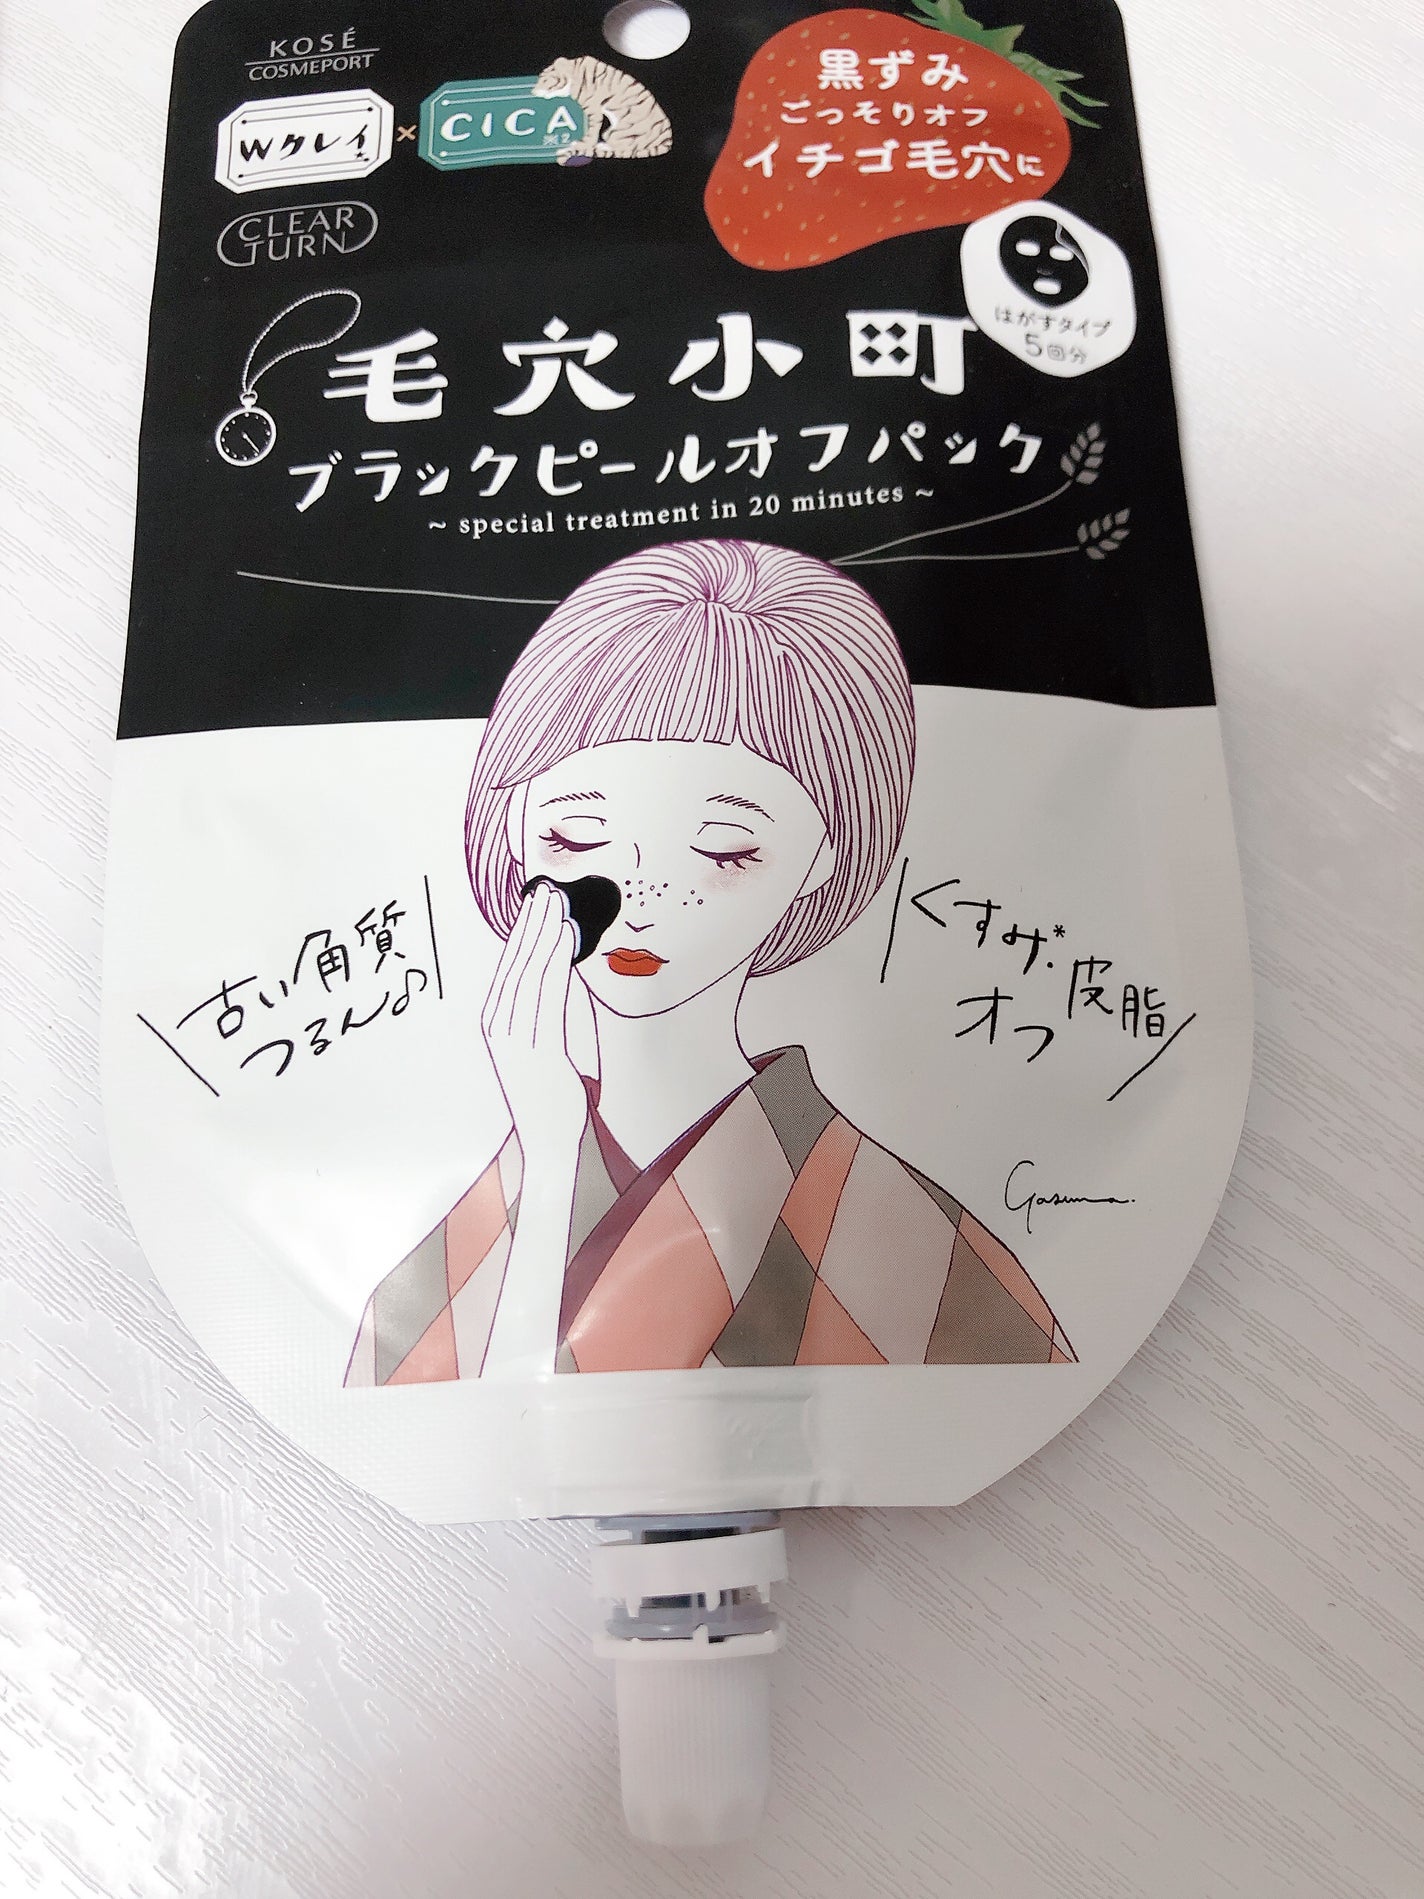 KOSÉ
COSMEPORT
Wクレイ × CICA
※2
CLEAR
TURN
黒ずみ
ごっそりオフ
イチゴ毛穴に
はがすタイプ
5回分
毛穴小町
ブラックピールオフパック
~ special treatment in 20 minutes ~
古い角質
つるん♪
くすみ*・皮脂
オフ